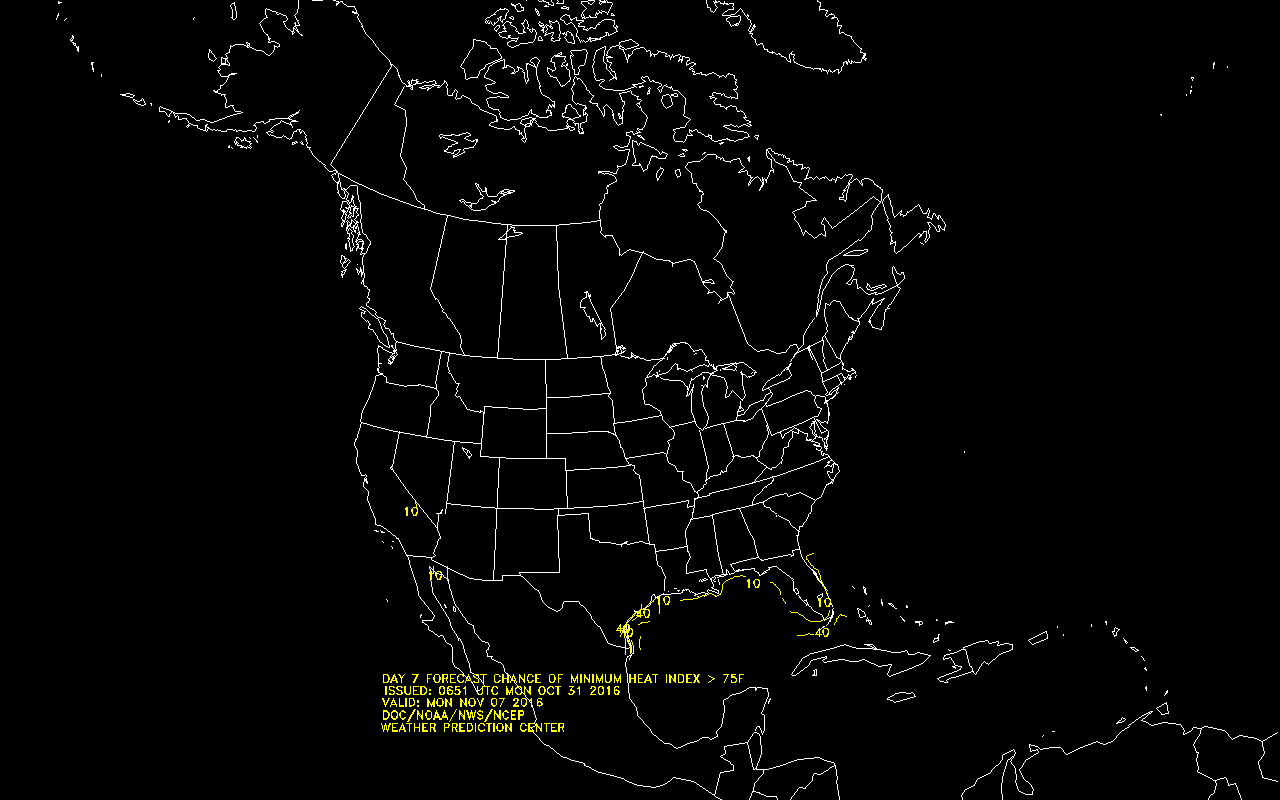 10
10
10
10
40
10
40
40
DAY 7 FORECAST CHANCE OF MINIMUM HEAT INDEX > 75F
ISSUED: 0651 UTC MON OCT 31 2016
VALID: MON NOV 07 2016
DOC/NOAA/NWS/NCEP
WEATHER PREDICTION CENTER